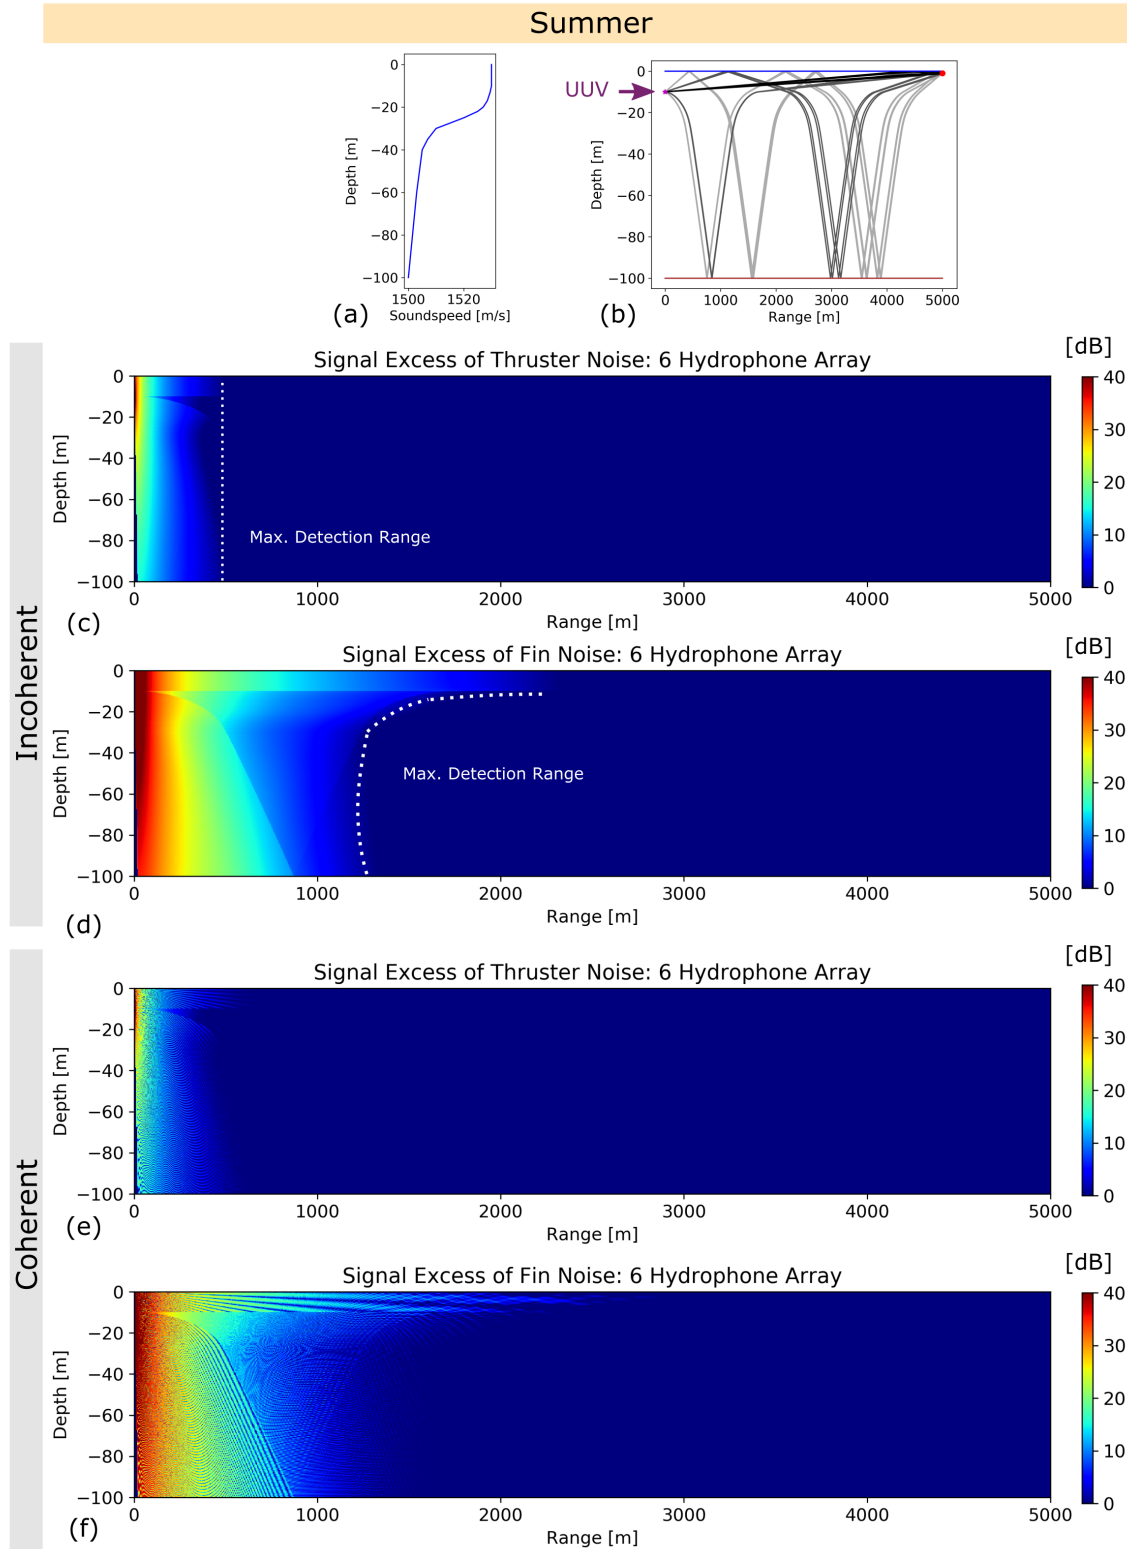 Summer
0
−20
−40
−60
−80
−100
Depth [m]
1500 1520
Soundspeed [m/s]
(a)
UUV
0
−20
−40
−60
−80
−100
Depth [m]
0 1000 2000 3000 4000 5000
Range [m]
(b)
Incoherent
Signal Excess of Thruster Noise: 6 Hydrophone Array
[dB]
0
−20
−40
−60
−80
−100
Depth [m]
Max. Detection Range
40
30
20
10
0
0 1000 2000 3000 4000 5000
Range [m]
(c)
Signal Excess of Fin Noise: 6 Hydrophone Array
[dB]
0
−20
−40
−60
−80
−100
Depth [m]
Max. Detection Range
40
30
20
10
0
0 1000 2000 3000 4000 5000
Range [m]
(d)
Coherent
Signal Excess of Thruster Noise: 6 Hydrophone Array
[dB]
0
−20
−40
−60
−80
−100
Depth [m]
40
30
20
10
0
0 1000 2000 3000 4000 5000
Range [m]
(e)
Signal Excess of Fin Noise: 6 Hydrophone Array
[dB]
0
−20
−40
−60
−80
−100
Depth [m]
40
30
20
10
0
0 1000 2000 3000 4000 5000
Range [m]
(f)